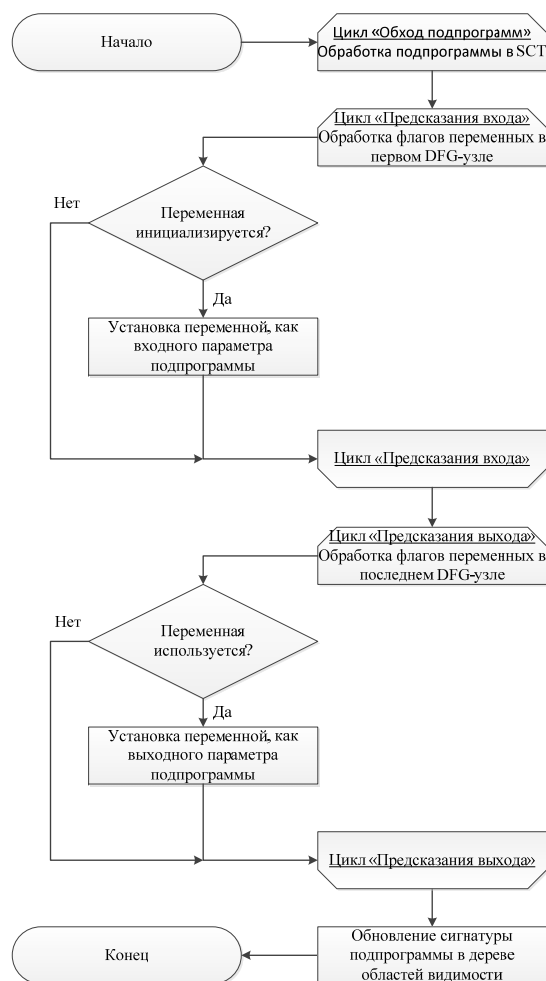 Начало
Цикл «Обход подпрограмм»
Обработка подпрограммы в SCT
Цикл «Предсказания входа»
Обработка флагов переменных в
первом DFG-узле
Нет
Переменная
инициализируется?
Да
Установка переменной, как
входного параметра
подпрограммы
Цикл «Предсказания входа»
Цикл «Предсказания выхода»
Обработка флагов переменных в
последнем DFG-узле
Нет
Переменная
используется?
Да
Установка переменной, как
выходного параметра
подпрограммы
Цикл «Предсказания выхода»
Конец
Обновление сигнатуры
подпрограммы в дереве
областей видимости